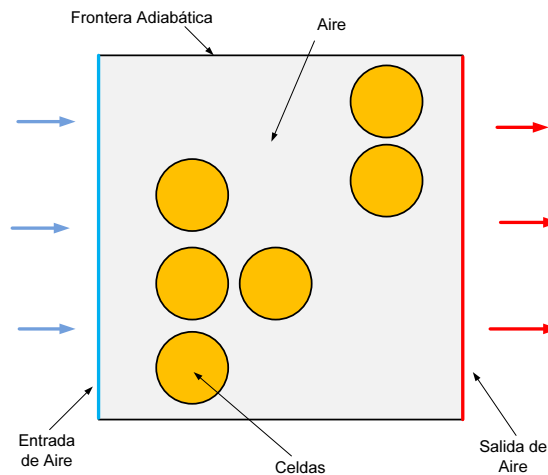 Frontera Adiabática
Aire
Entrada
de Aire
Celdas
Salida de
Aire